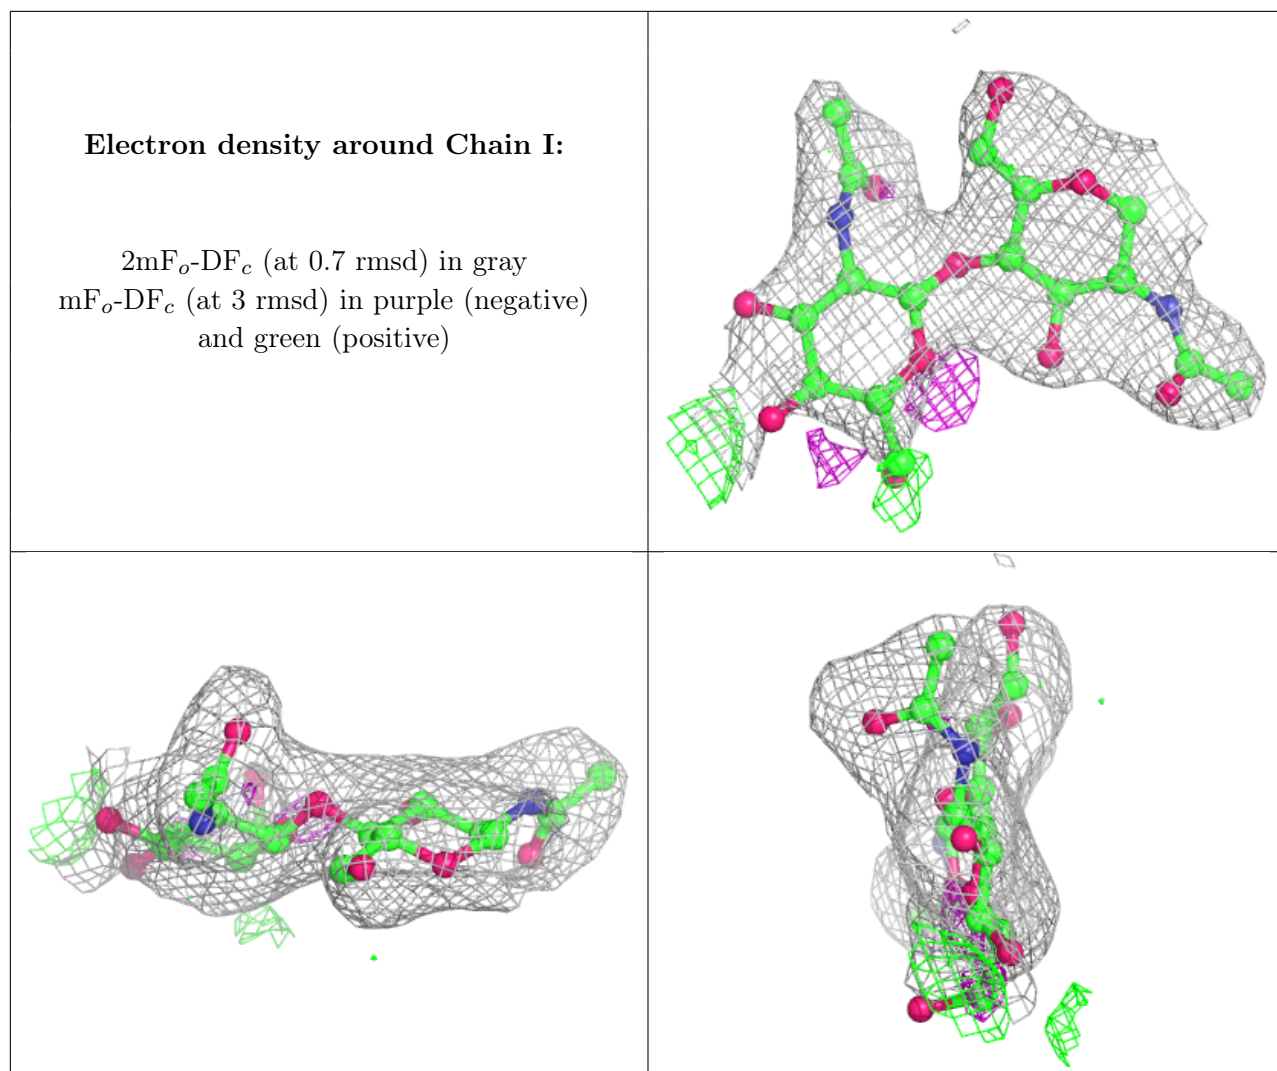 Electron density around Chain I:
2mFo-DFc (at 0.7 rmsd) in gray
mFo-DFc (at 3 rmsd) in purple (negative)
and green (positive)